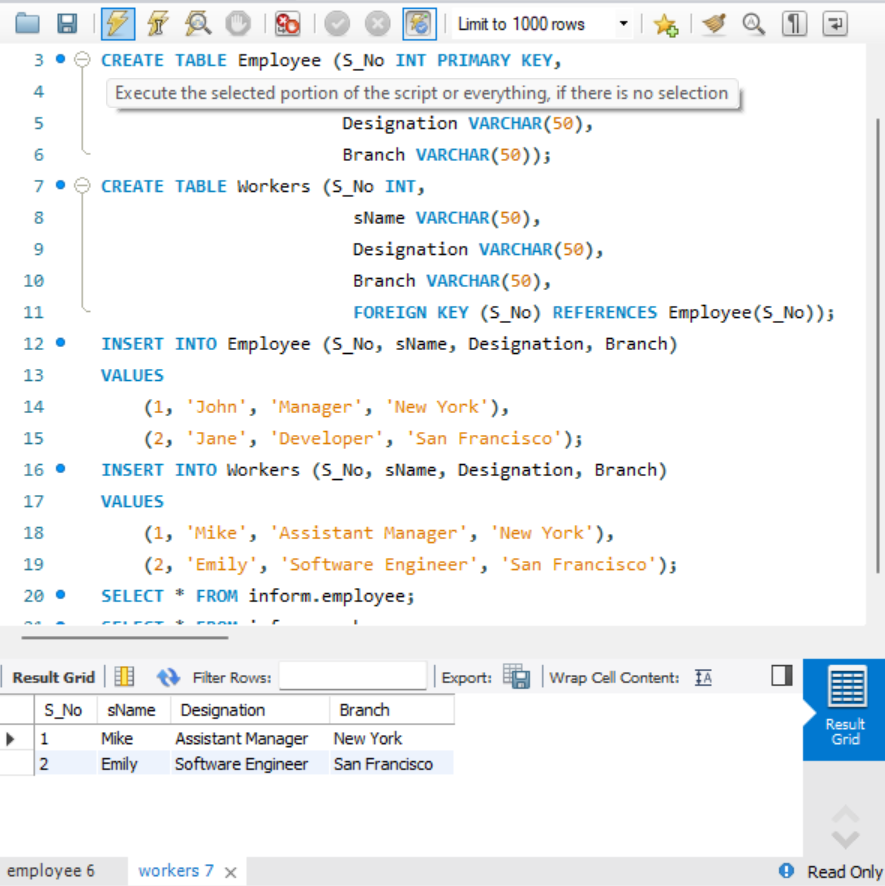 Limit to 1000 rows
3 CREATE TABLE Employee (S_No INT PRIMARY KEY,
4 Execute the selected portion of the script or everything, if there is no selection
5 Designation VARCHAR(50),
6 Branch VARCHAR(50));
7 CREATE TABLE Workers (S_No INT,
8 sName VARCHAR(50),
9 Designation VARCHAR(50),
10 Branch VARCHAR(50),
11 FOREIGN KEY (S_No) REFERENCES Employee(S_No));
12 INSERT INTO Employee (S_No, sName, Designation, Branch)
13 VALUES
14 (1, 'John', 'Manager', 'New York'),
15 (2, 'Jane', 'Developer', 'San Francisco');
16 INSERT INTO Workers (S_No, sName, Designation, Branch)
17 VALUES
18 (1, 'Mike', 'Assistant Manager', 'New York'),
19 (2, 'Emily', 'Software Engineer', 'San Francisco');
20 SELECT * FROM inform.employee;
Result Grid Filter Rows: Export: Wrap Cell Content:
S_No sName Designation Branch
1 Mike Assistant Manager New York
2 Emily Software Engineer San Francisco
Result
Grid
employee 6 workers 7 Read Only